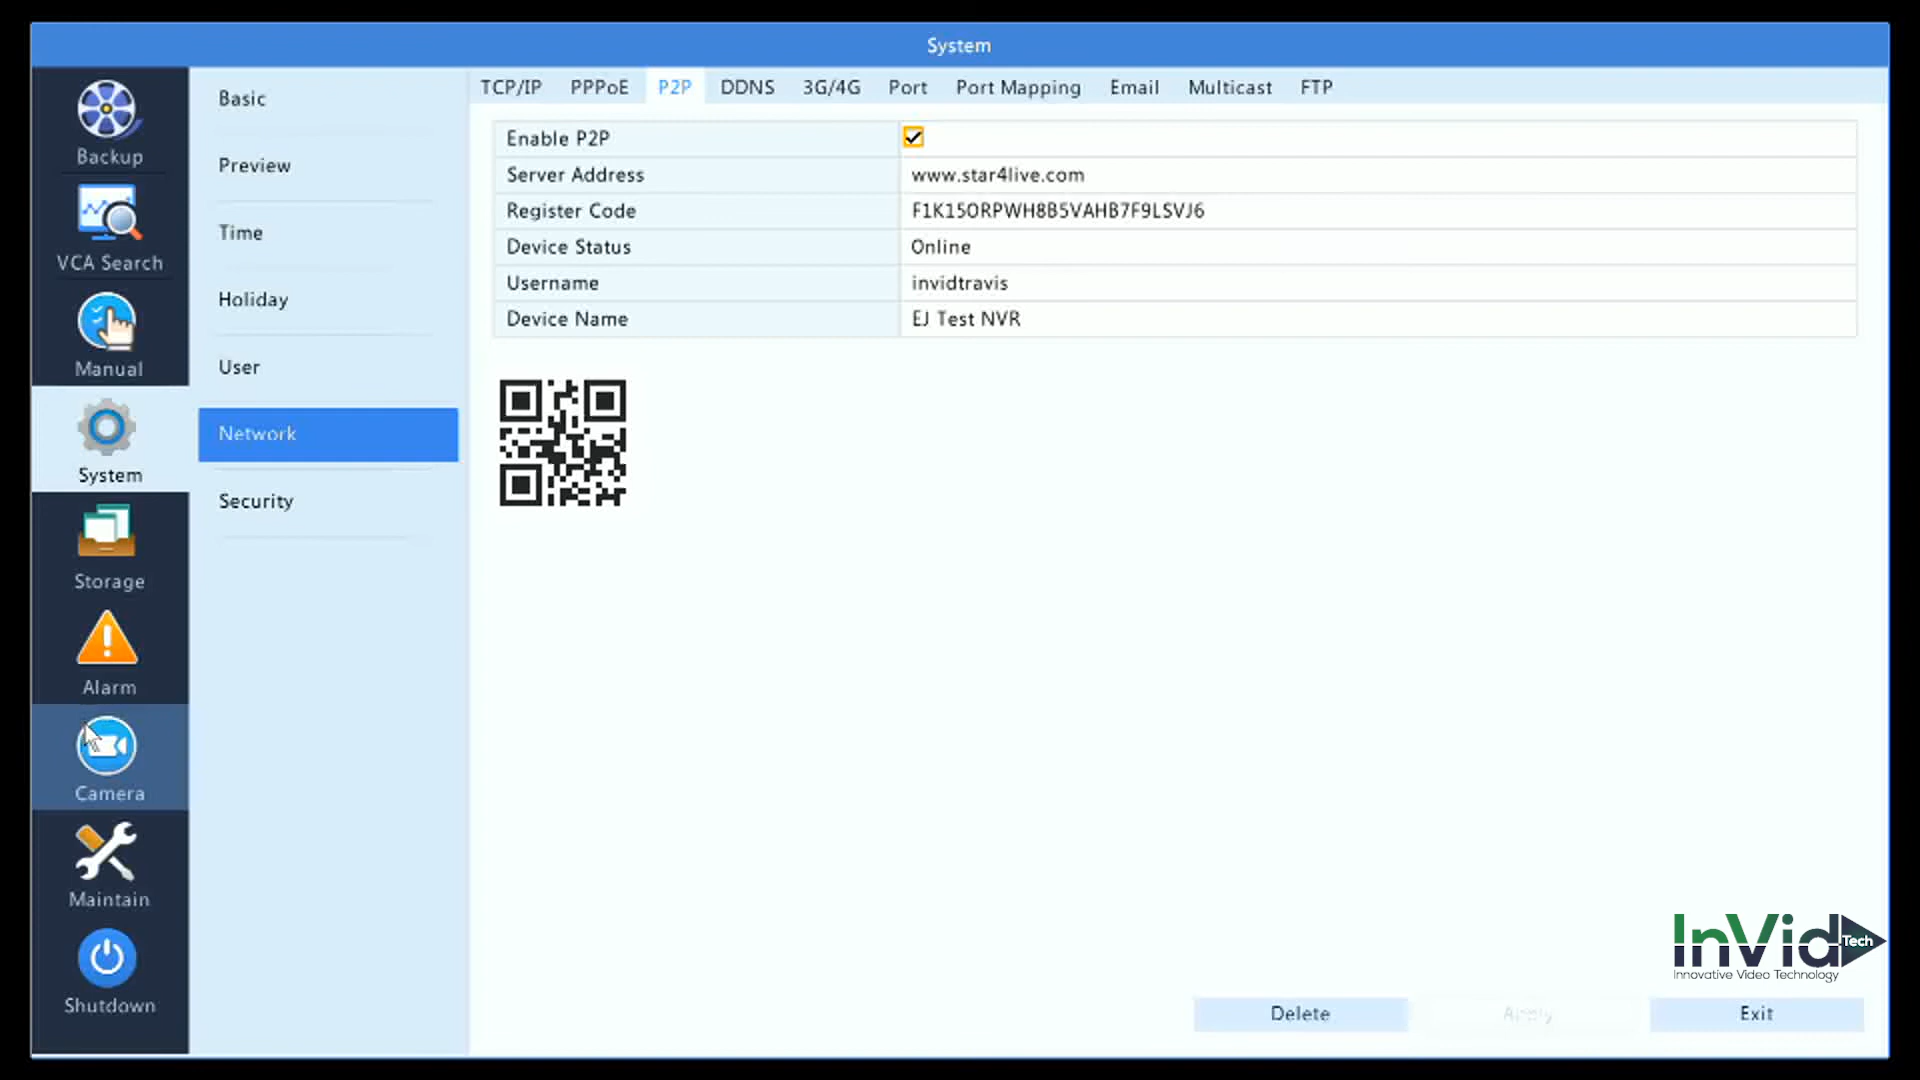 System
Backup
VCA Search
Manual
System
Storage
Alarm
Camera
Maintain
Shutdown
Basic
Preview
Time
Holiday
User
Network
Security
TCP/IP PPPoE P2P DDNS 3G/4G Port Port Mapping Email Multicast FTP
Enable P2P
Server Address www.star4live.com
Register Code F1K15ORPWH8B5VAHB7F9LSVJ6
Device Status Online
Username invidtravis
Device Name EJ Test NVR
InVid Tech
Innovative Video Technology
Delete Apply Exit